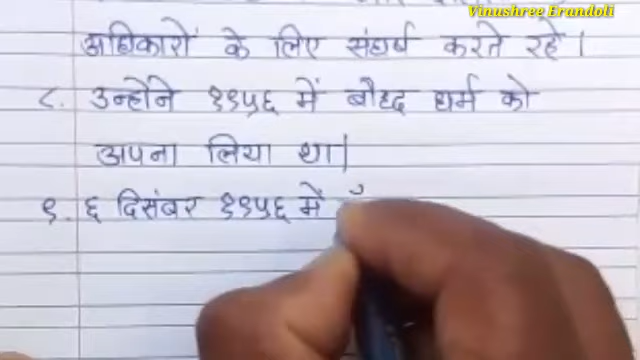 Vinushree Erandoli
अधिकारों के लिए संघर्ष करते रहे।
८. उन्होंने १९५६ में बौद्ध धर्म को
अपना लिया था|
९. ६ दिसंबर १९५६ में